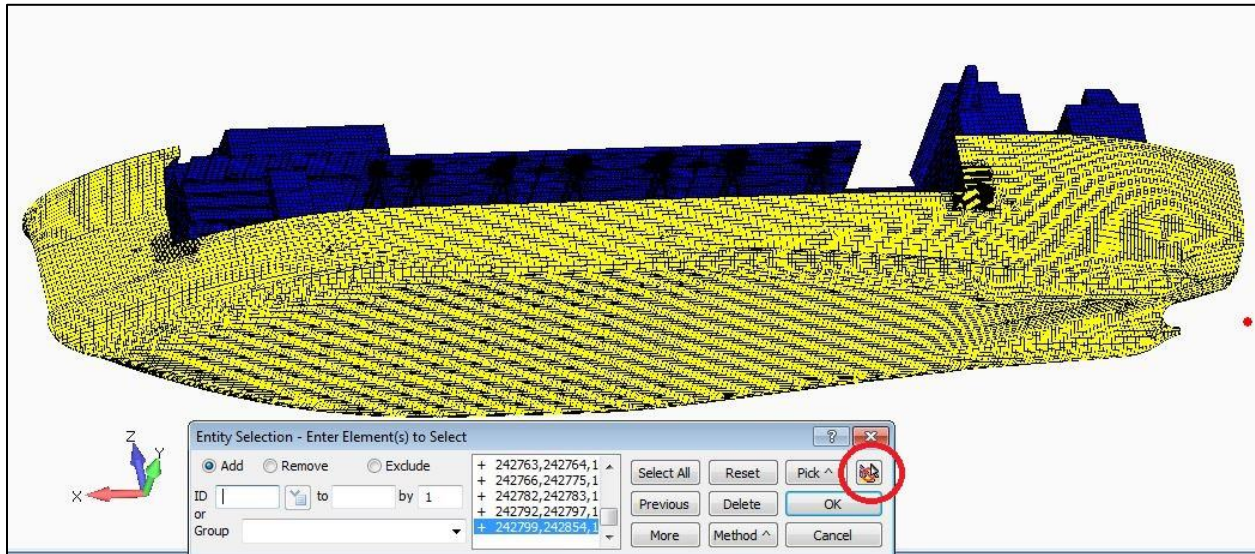 Z
Y
X
Entity Selection - Enter Element(s) to Select
?
Add Remove Exclude
ID to by 1
or
Group
+ 242763,242764,1
+ 242766,242775,1
+ 242782,242783,1
+ 242792,242797,1
+ 242799,242854,1
Select All Reset Pick ^
Previous Delete OK
More Method ^ Cancel